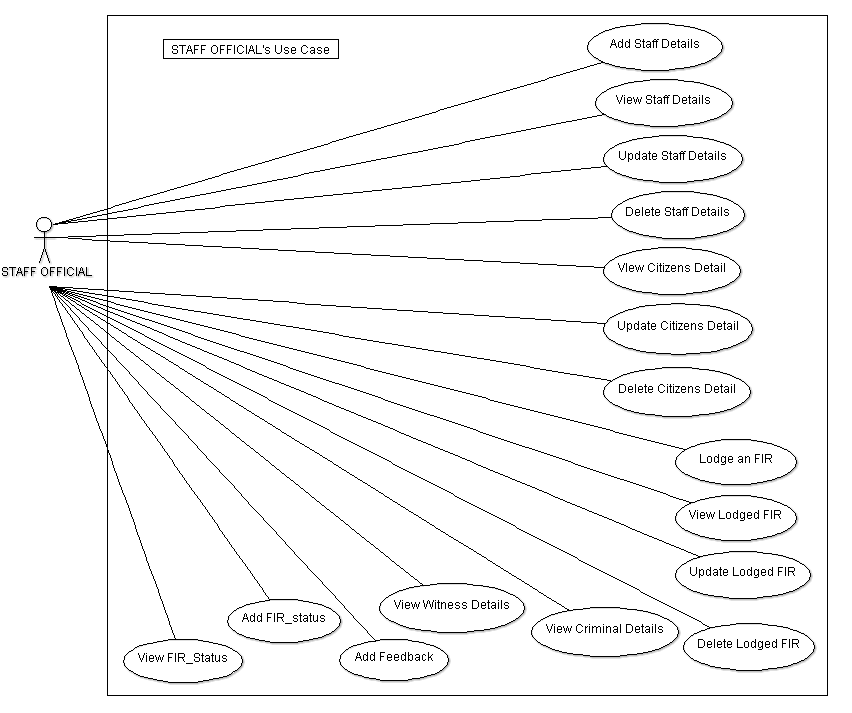 STAFF OFFICIAL's Use Case
Add Staff Details
View Staff Details
Update Staff Details
Delete Staff Details
VIew Citizens Detail
STAFF OFFICIAL
Update Citizens Detail
Delete Citizens Detail
Lodge an FIR
View Lodged FIR
Update Lodged FIR
View Witness Details
Add FIR_status
View Criminal Details
Delete Lodged FIR
View FIR_Status
Add Feedback